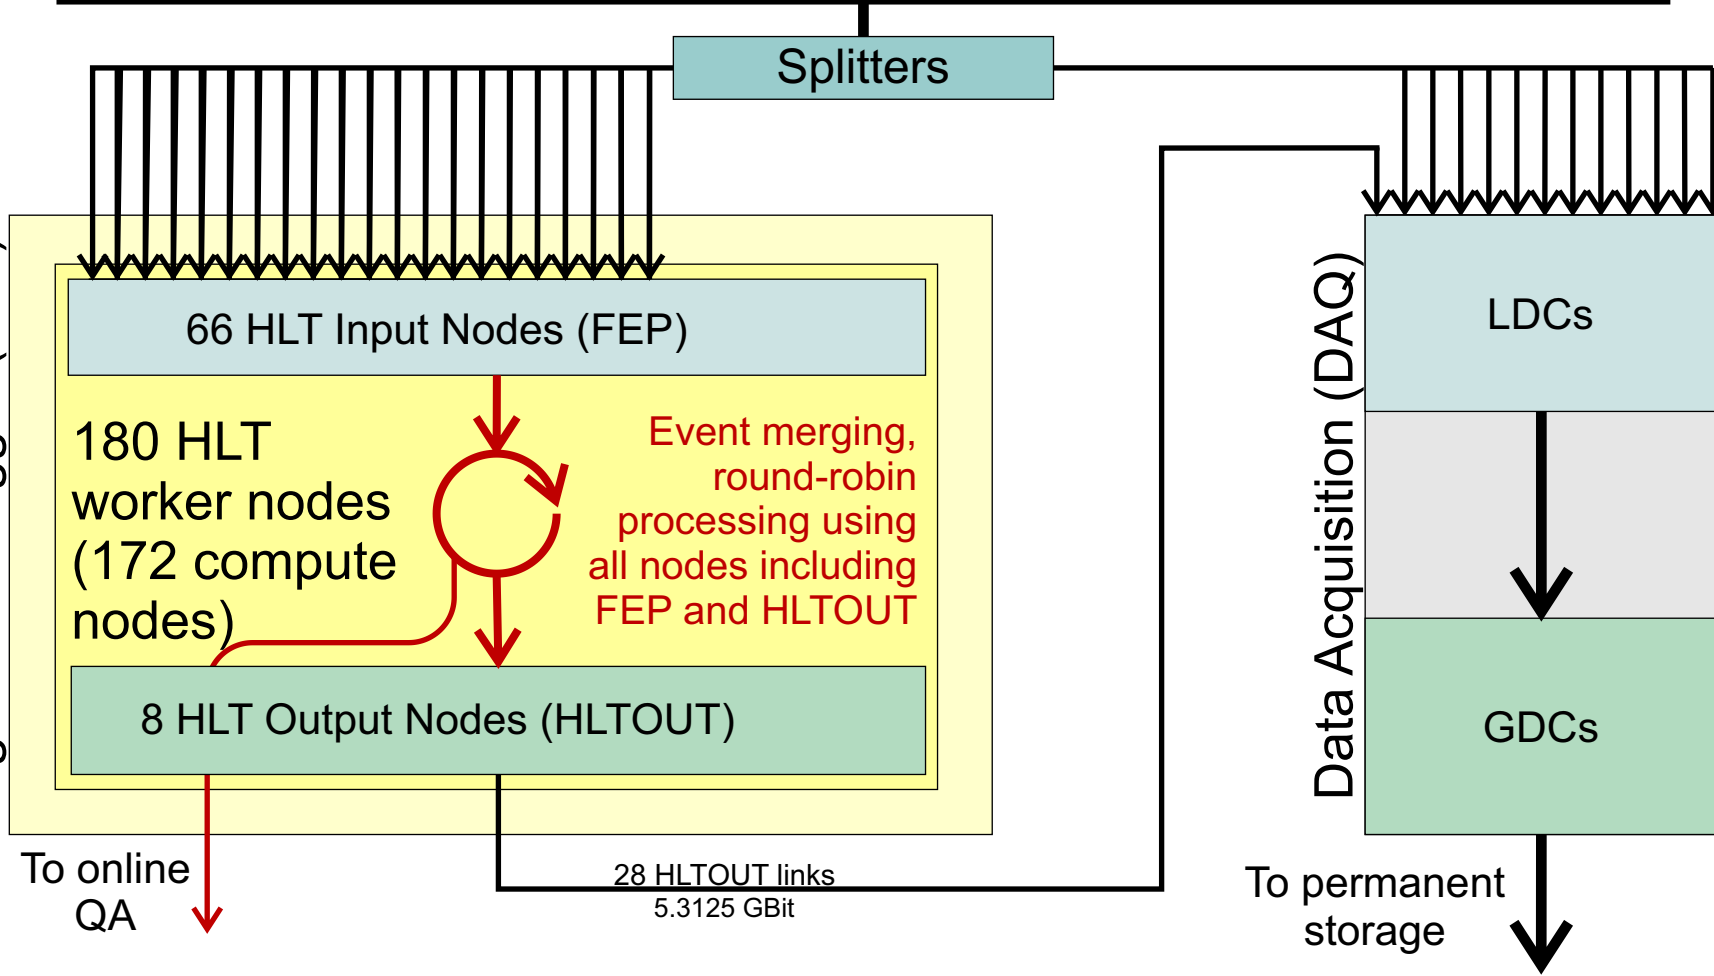 Splitters
66 HLT Input Nodes (FEP)
180 HLT
worker nodes
(172 compute
nodes)
Event merging,
round-robin
processing using
all nodes including
FEP and HLTOUT
8 HLT Output Nodes (HLTOUT)
To online
QA
28 HLTOUT links
5.3125 GBit
Data Acquisition (DAQ)
LDCs
GDCs
To permanent
storage